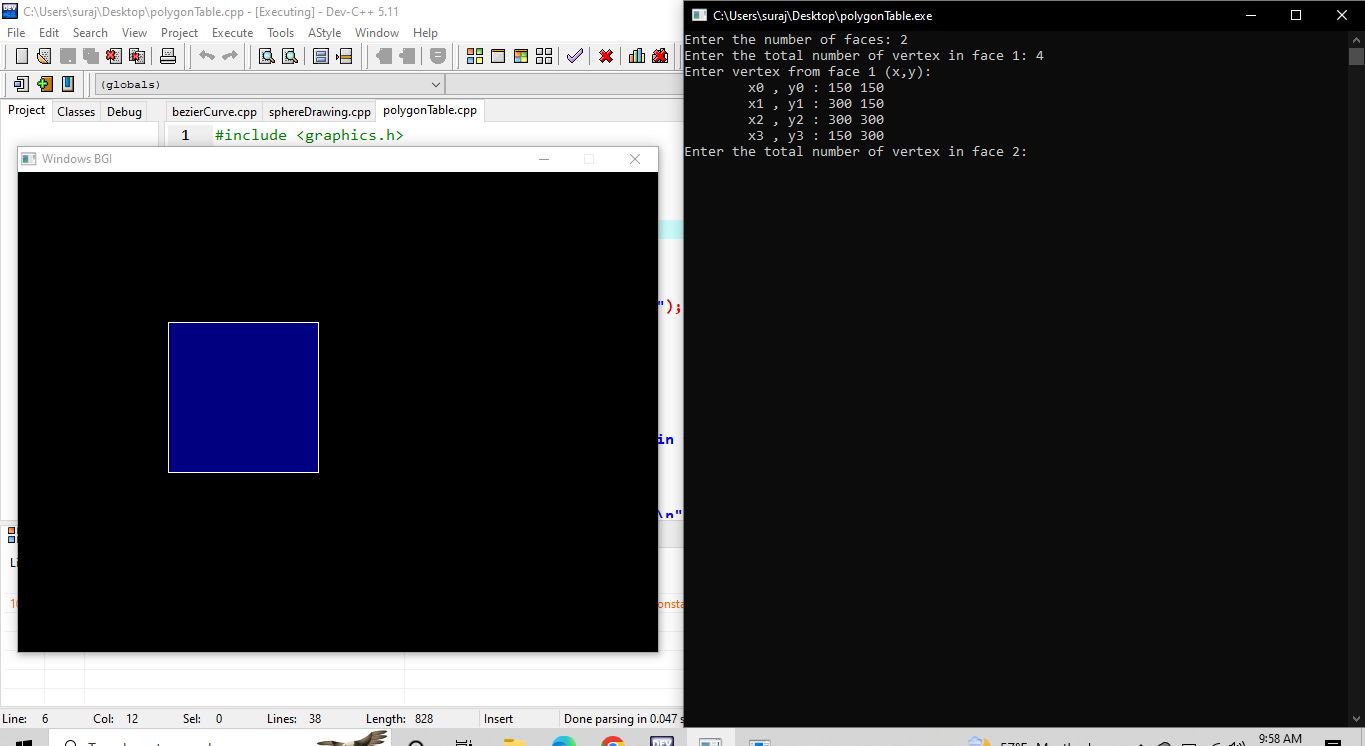 C:\Users\suraj\Desktop\polygonTable.cpp - [Executing] - Dev-C++ 5.11
File Edit Search View Project Execute Tools AStyle Window Help
(globals)
Project Classes Debug
bezierCurve.cpp sphereDrawing.cpp polygonTable.cpp
1 #include <graphics.h>
Windows BGI
");
in
\n"
Line: 6 Col: 12 Sel: 0 Lines: 38 Length: 828 Insert Done parsing in 0.047 s
C:\Users\suraj\Desktop\polygonTable.exe
Enter the number of faces: 2
Enter the total number of vertex in face 1: 4
Enter vertex from face 1 (x,y):
x0 , y0 : 150 150
x1 , y1 : 300 150
x2 , y2 : 300 300
x3 , y3 : 150 300
Enter the total number of vertex in face 2:
DEV
9:58 AM